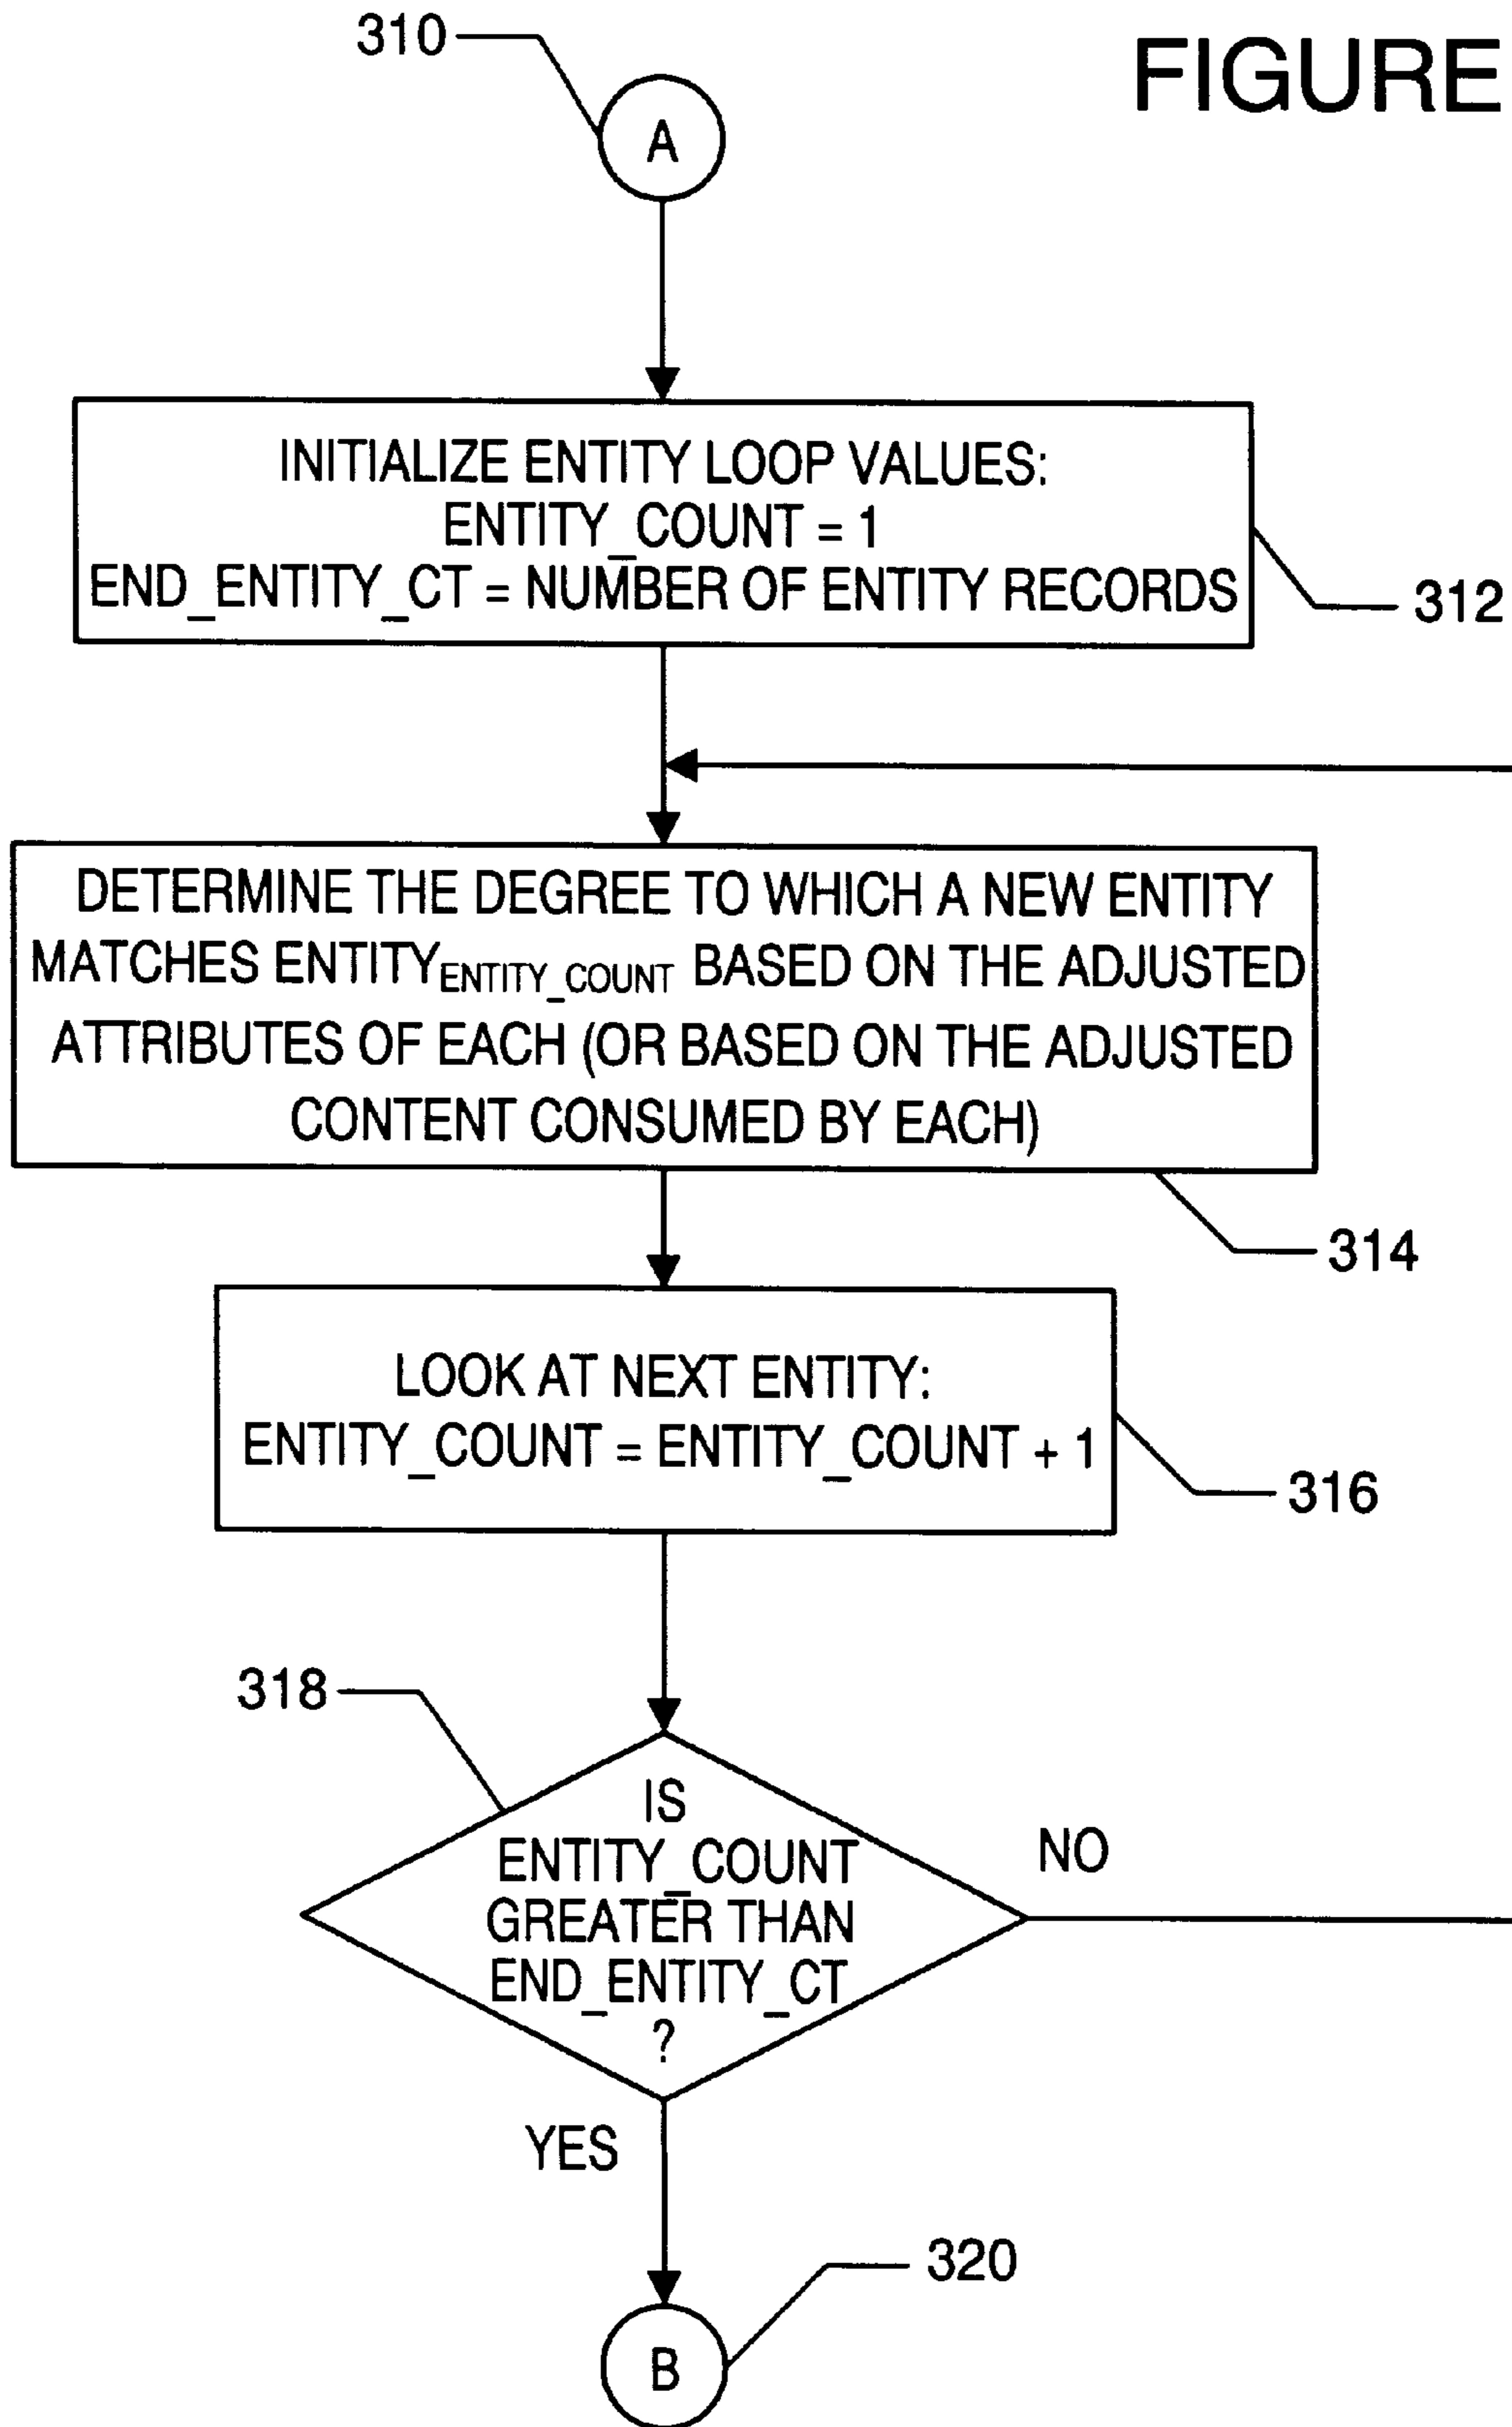 310
FIGURE
A
INITIALIZE ENTITY LOOP VALUES:
ENTITY_COUNT = 1
END_ENTITY_CT = NUMBER OF ENTITY RECORDS
312
DETERMINE THE DEGREE TO WHICH A NEW ENTITY
MATCHES ENTITY ENTITY_COUNT BASED ON THE ADJUSTED
ATTRIBUTES OF EACH (OR BASED ON THE ADJUSTED
CONTENT CONSUMED BY EACH)
314
LOOK AT NEXT ENTITY:
ENTITY_COUNT = ENTITY_COUNT + 1
316
318
IS
ENTITY_COUNT
GREATER THAN
END_ENTITY_CT
?
NO
YES
320
B